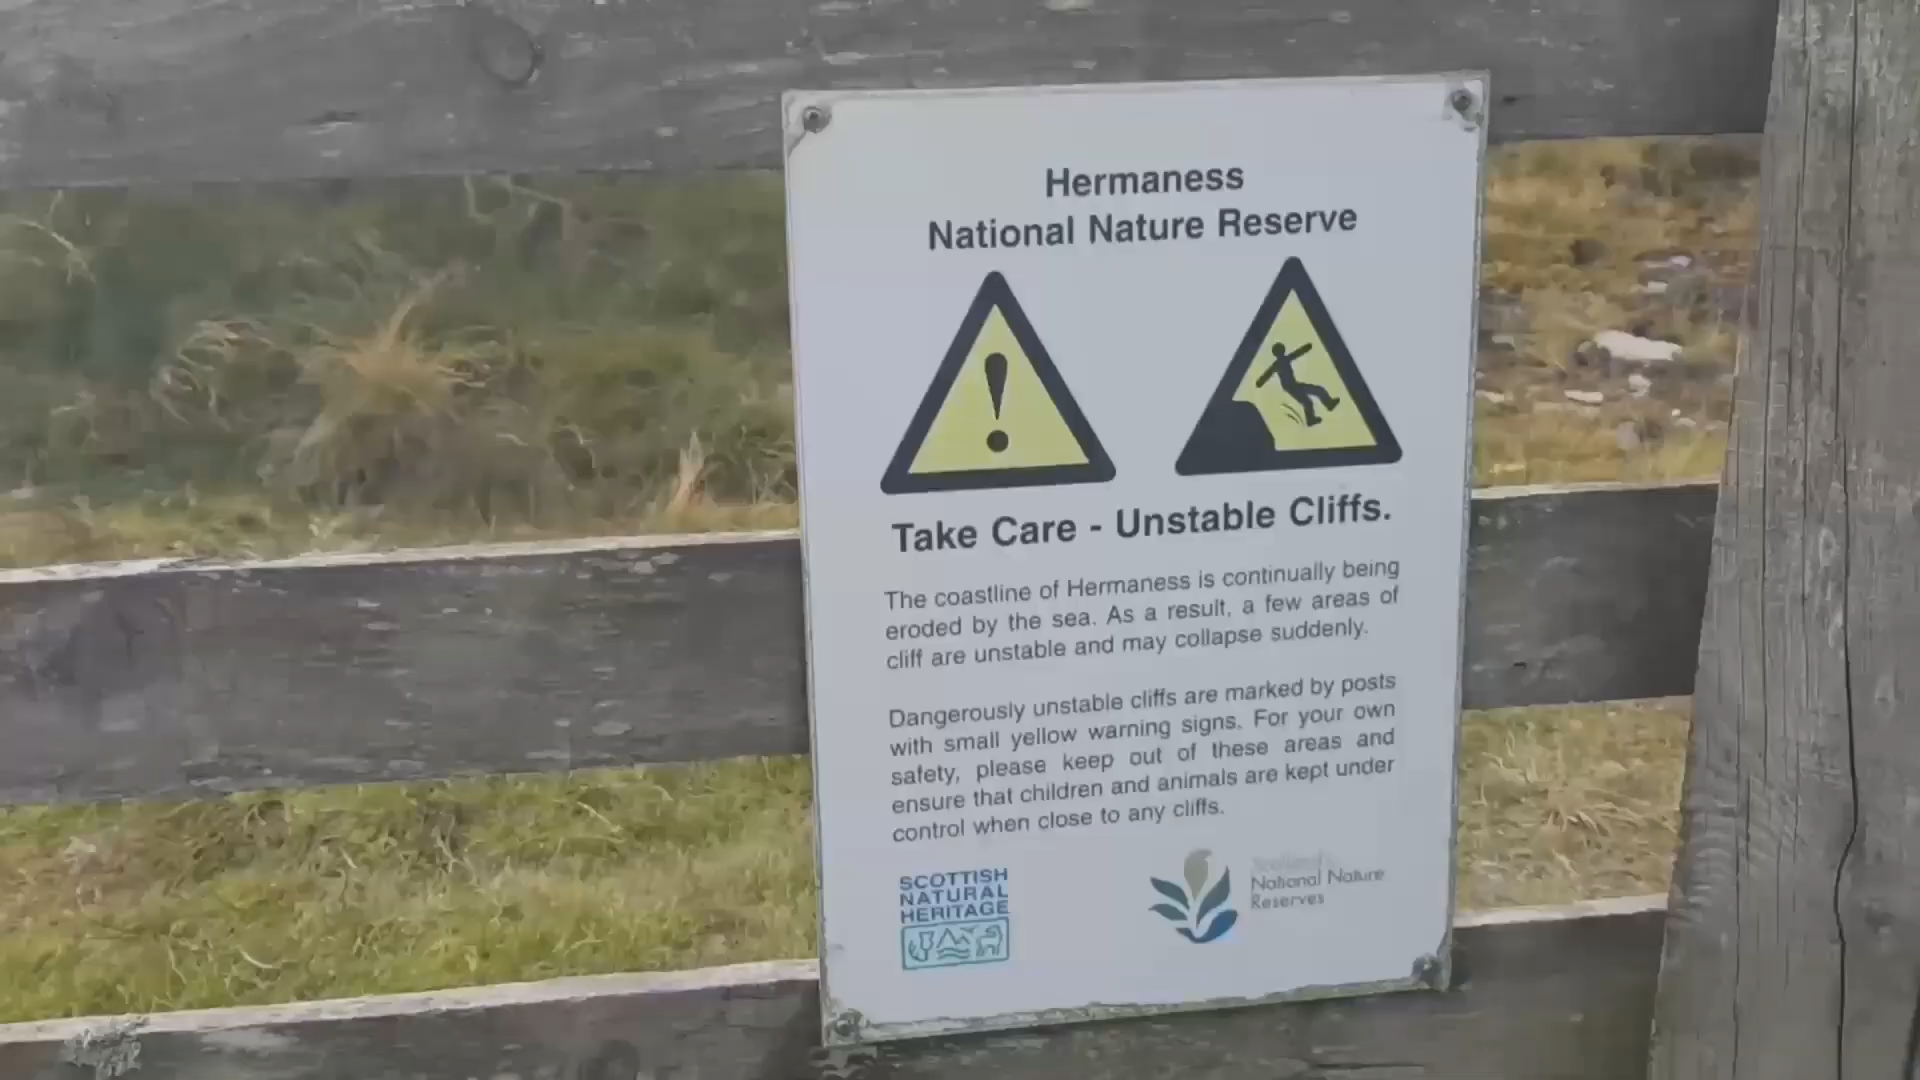 Hermaness
National Nature Reserve
Take Care - Unstable Cliffs.
The coastline of Hermaness is continually being
eroded by the sea. As a result, a few areas of
cliff are unstable and may collapse suddenly.
Dangerously unstable cliffs are marked by posts
with small yellow warning signs. For your own
safety, please keep out of these areas and
ensure that children and animals are kept under
control when close to any cliffs.
SCOTTISH
NATURAL
HERITAGE
Scotland's
National Nature
Reserves